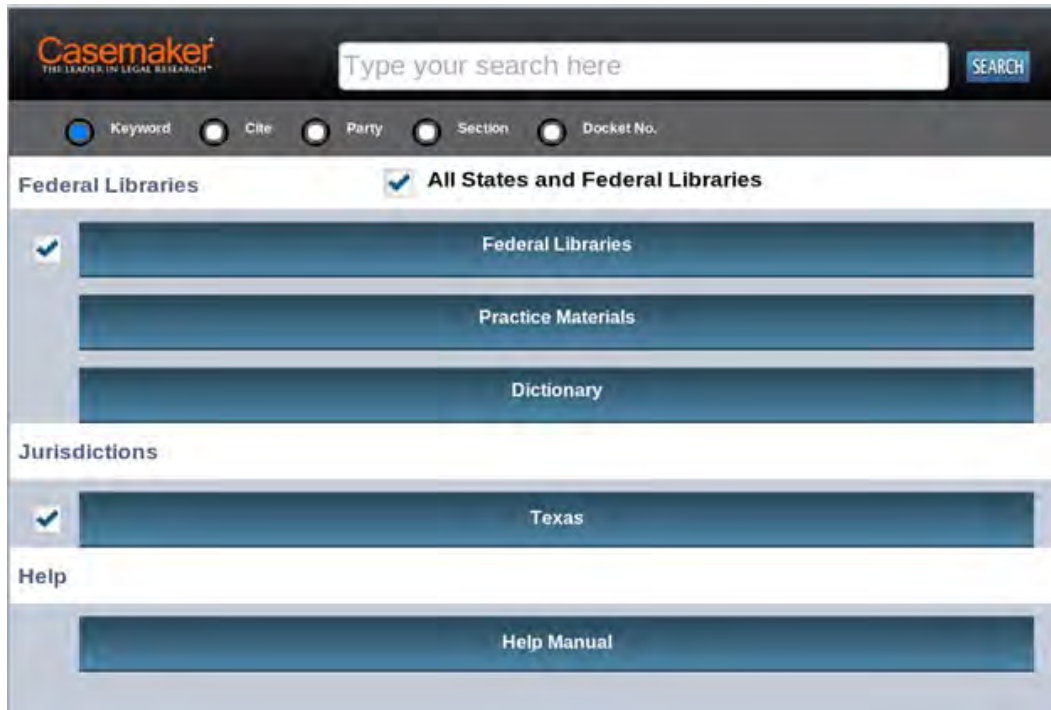 Casemaker
THE LEADER IN LEGAL RESEARCH
Type your search here
SEARCH
Keyword Cite Party Section Docket No.
Federal Libraries All States and Federal Libraries
Federal Libraries
Practice Materials
Dictionary
Jurisdictions
Texas
Help
Help Manual